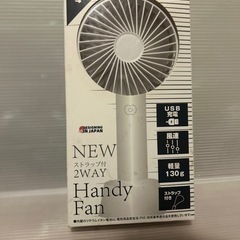 DESIGNING
IN JAPAN
NEW
ストラップ付
2WAY
Handy
Fan
USB
充電
風速
軽量
130g
ストラップ
付き